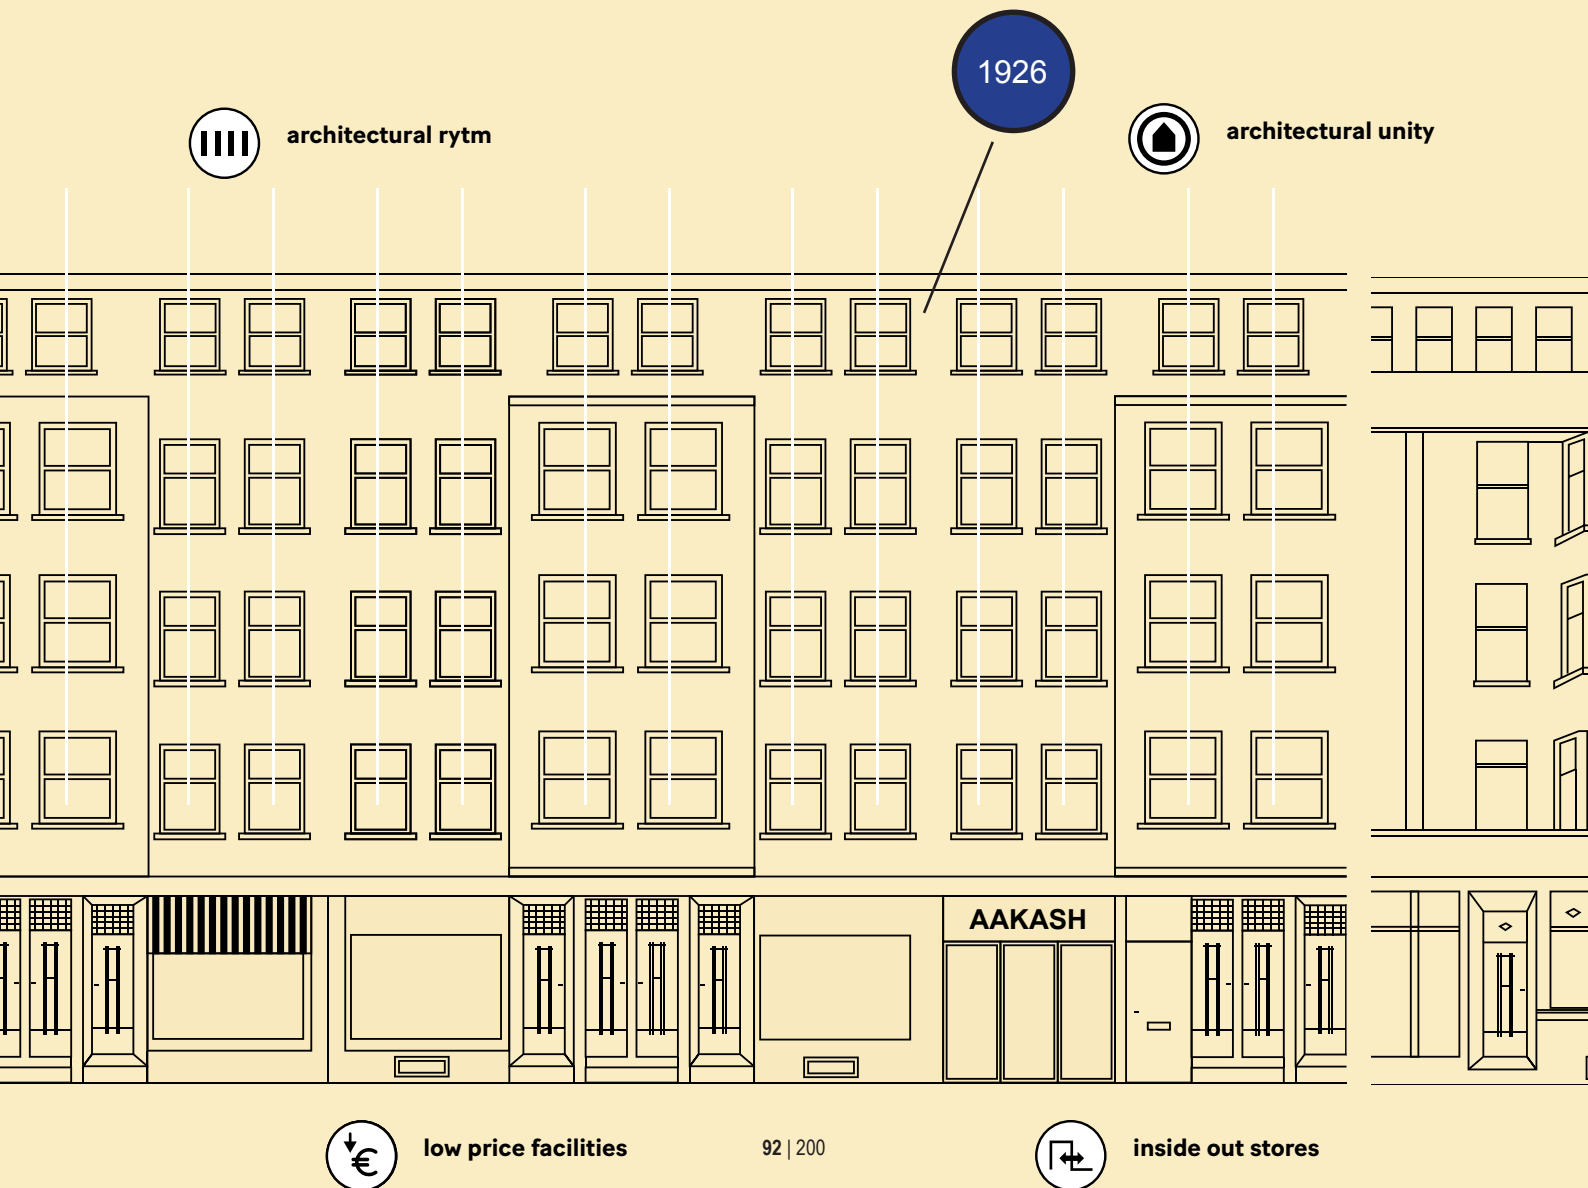 1926
architectural rytm
architectural unity
AAKASH
low price facilities
92 | 200
inside out stores